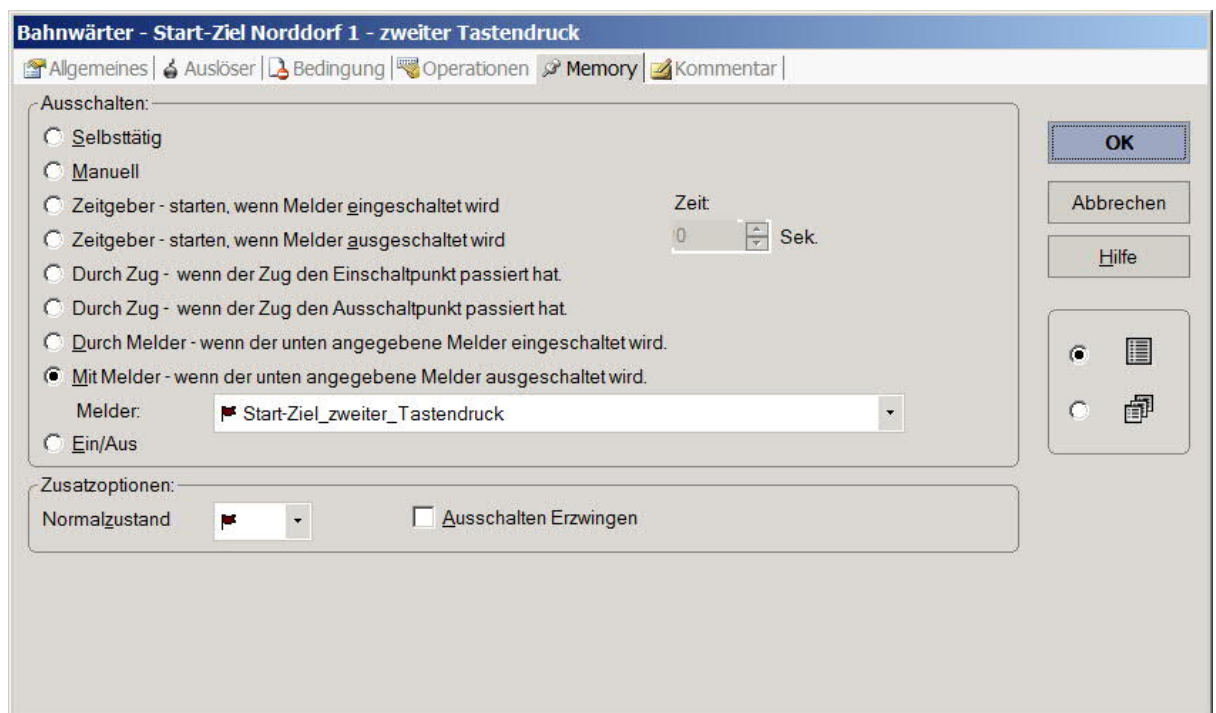 Bahnwärter - Start-Ziel Norddorf 1 - zweiter Tastendruck
Allgemeines Auslöser Bedingung Operationen Memory Kommentar
Ausschalten:
Selbsttätig
Manuell
Zeitgeber - starten, wenn Melder eingeschaltet wird
Zeitgeber - starten, wenn Melder ausgeschaltet wird
Zeit:
0 Sek.
Durch Zug - wenn der Zug den Einschaltpunkt passiert hat.
Durch Zug - wenn der Zug den Ausschaltpunkt passiert hat.
Durch Melder - wenn der unten angegebene Melder eingeschaltet wird.
Mit Melder - wenn der unten angegebene Melder ausgeschaltet wird.
Melder: Start-Ziel_zweiter_Tastendruck
Ein/Aus
Zusatzoptionen:
Normalzustand Ausschalten Erzwingen
OK
Abbrechen
Hilfe